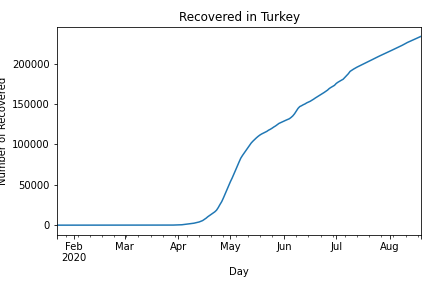 Recovered in Turkey
Number of Recovered
200000
150000
100000
50000
0
Feb Mar Apr May Jun Jul Aug
2020
Day